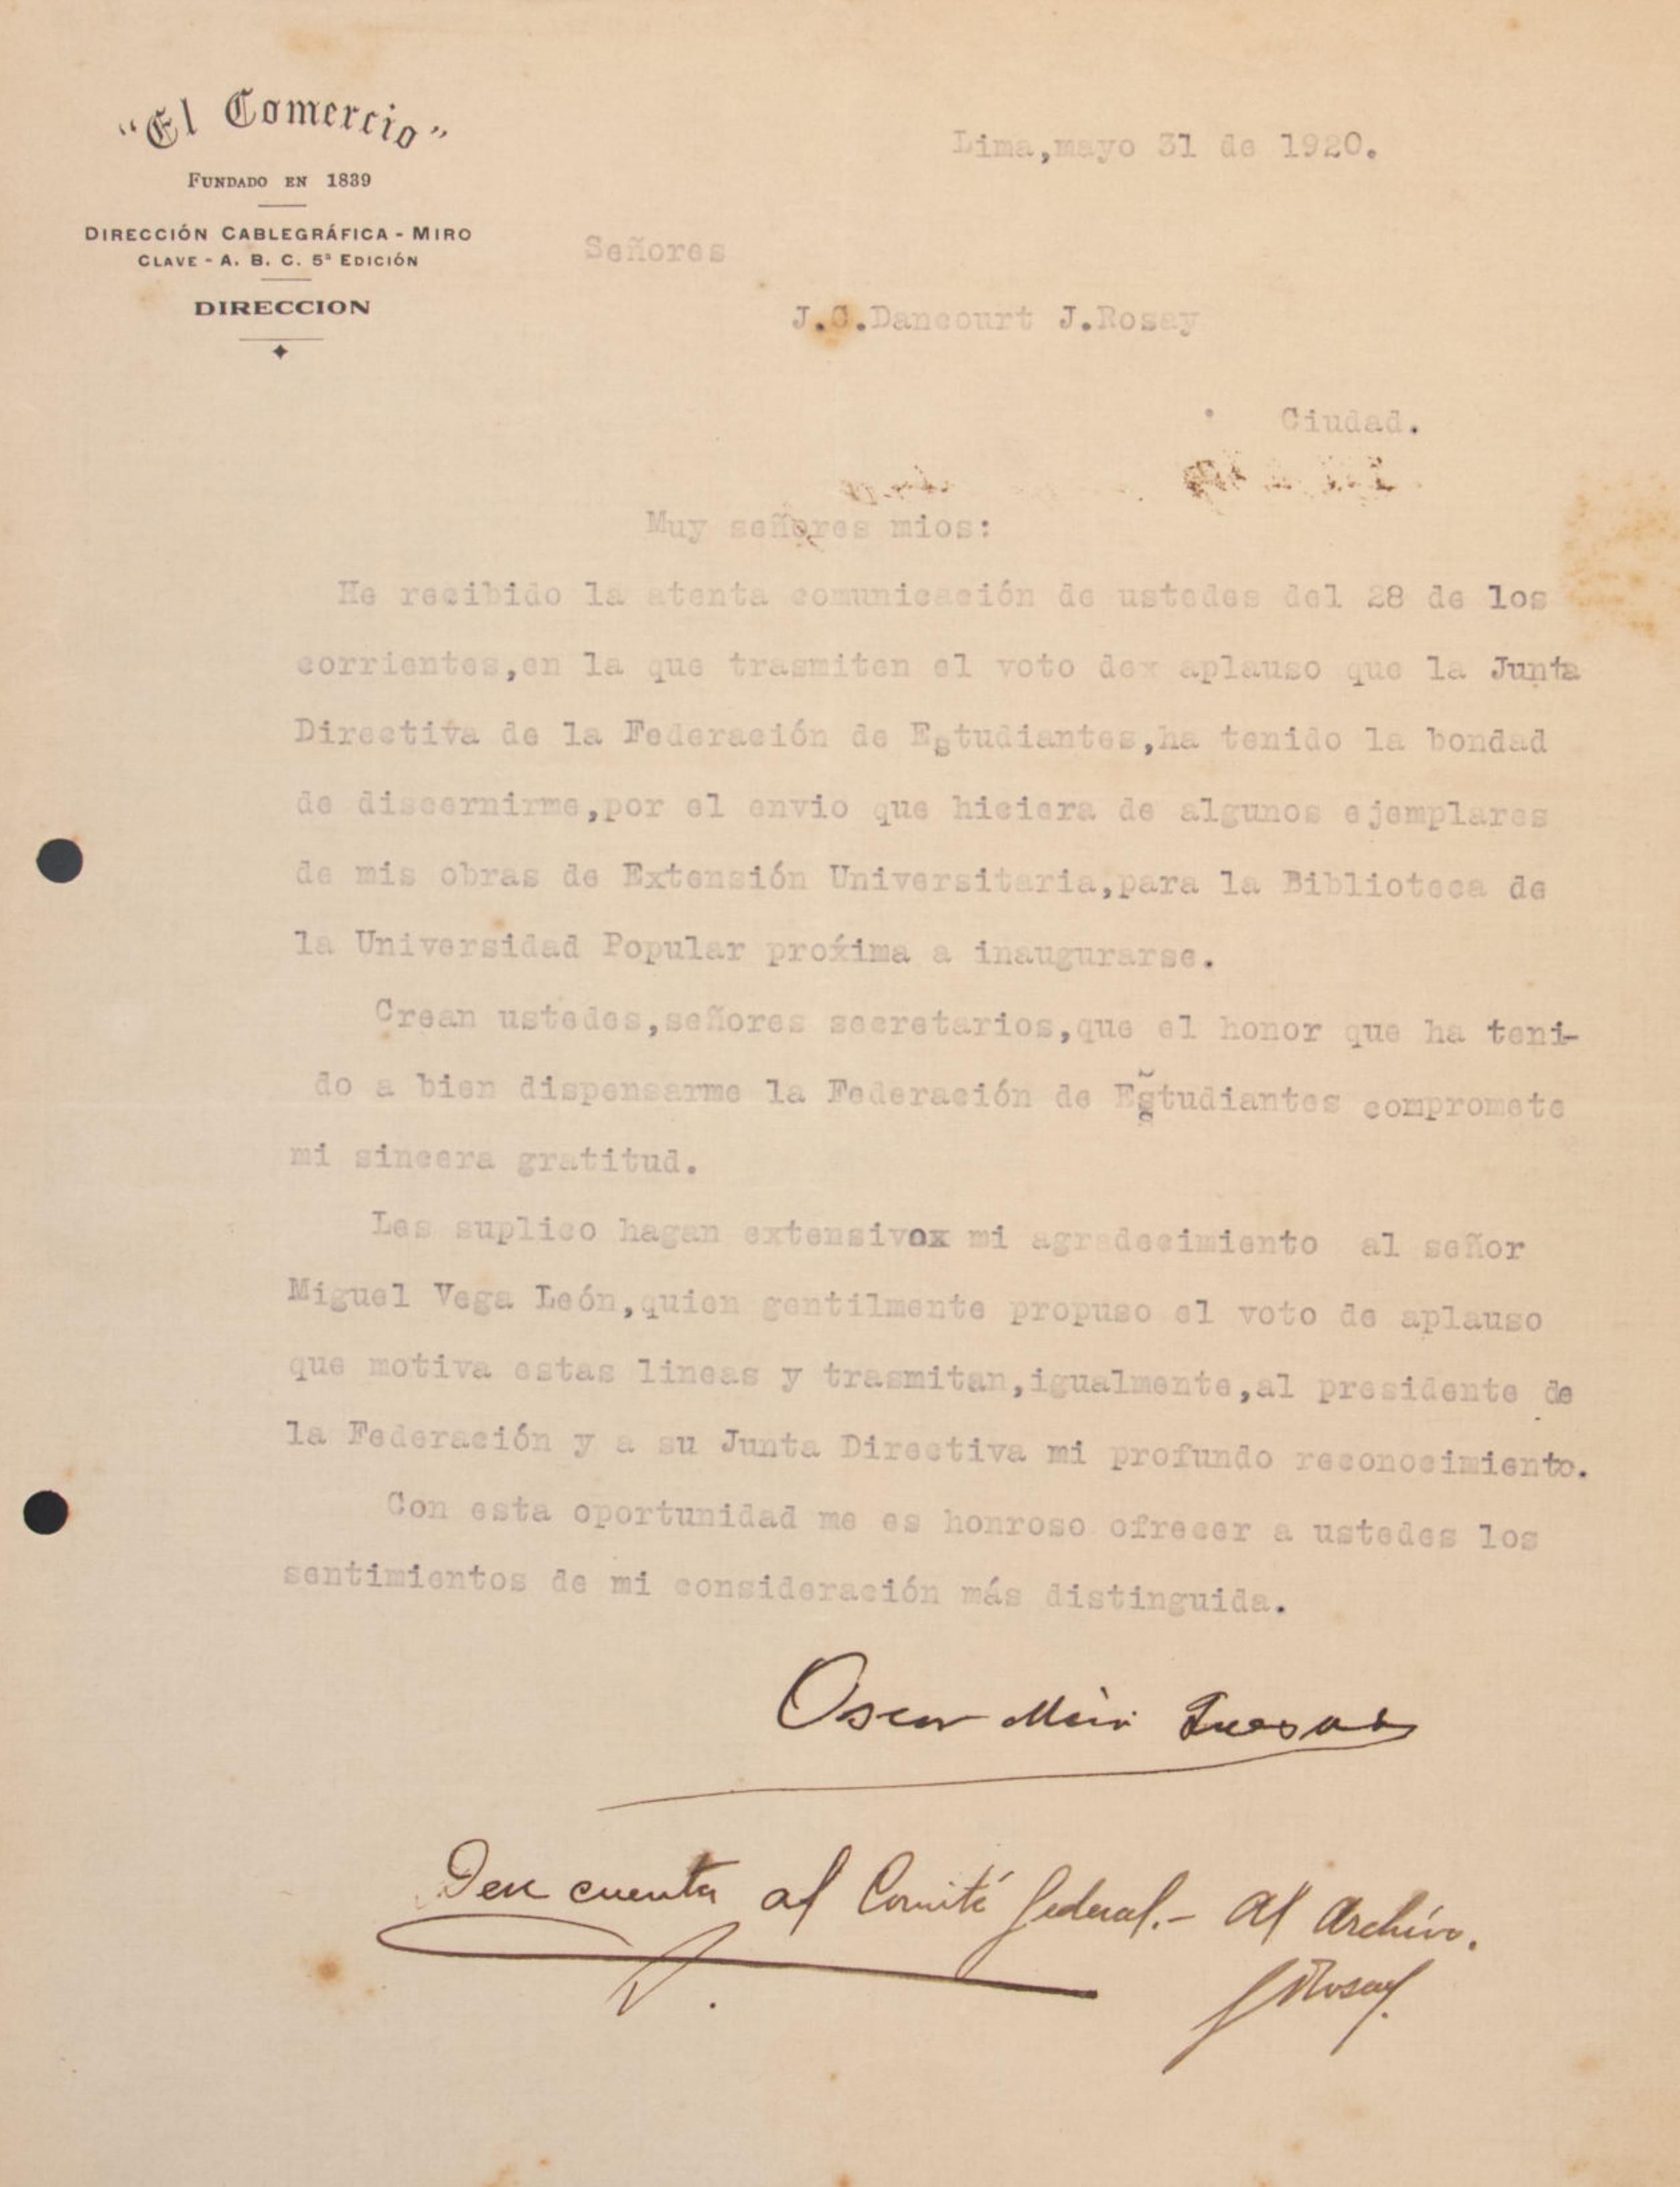 "El Comercio"
FUNDADO EN 1839
DIRECCIÓN CABLEGRÁFICA - MIRO
CLAVE - A. B. C. 5ª EDICIÓN
DIRECCION
Lima,mayo 31 de 1920.
Señores
J.C.Dancourt J.Rosay
Ciudad.
Muy señores mios:
He recibido la atenta comunicación de ustedes del 28 de los
corrientes,en la que trasmiten el voto dex aplauso que la Junta
Directiva de la Federación de Estudiantes,ha tenido la bondad
de discernirme,por el envio que hiciera de algunos ejemplares
de mis obras de Extensión Universitaria,para la Biblioteca de
la Universidad Popular proxima a inaugurarse.
Crean ustedes,señores secretarios,que el honor que ha teni-
do a bien dispensarme la Federación de Estudiantes compromete
mi sincera gratitud.
Les suplico hagan extensivox mi agradecimiento al señor
Miguel Vega León,quien gentilmente propuso el voto de aplauso
que motiva estas lineas y trasmitan,igualmente,al presidente de
la Federación y a su Junta Directiva mi profundo reconocimiento.
Con esta oportunidad me es honroso ofrecer a ustedes los
sentimientos de mi consideración más distinguida.
Oscar Miró Quesada
cuenta al Comité federal.- Al Archivo.
JRosay.